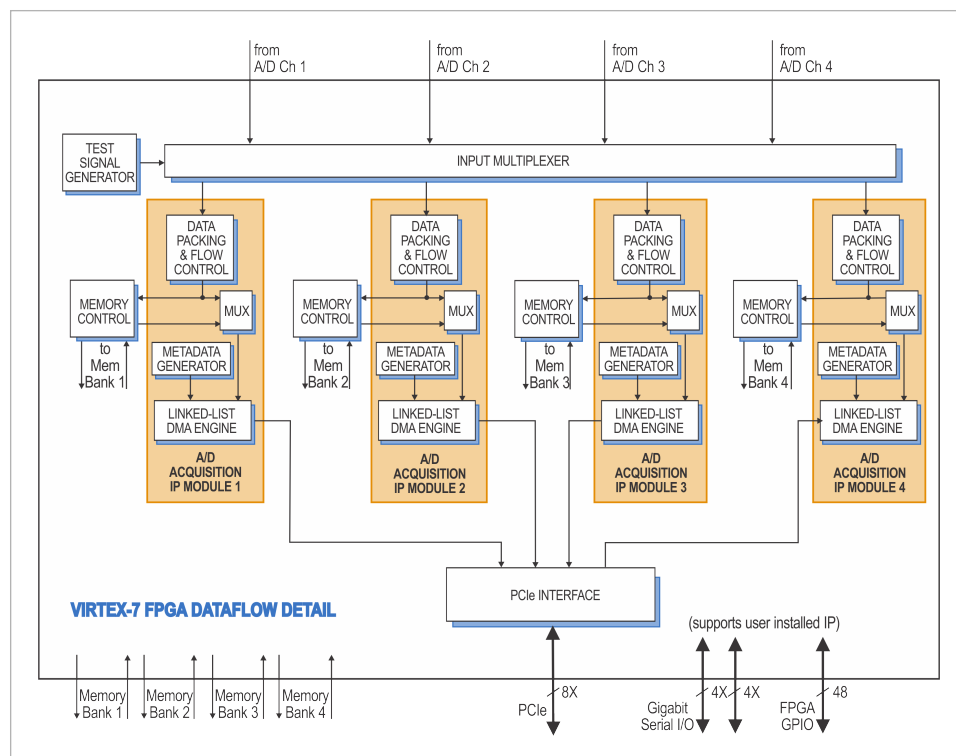 from
A/D Ch 1
from
A/D Ch 2
from
A/D Ch 3
from
A/D Ch 4
TEST
SIGNAL
GENERATOR
INPUT MULTIPLEXER
DATA
PACKING
& FLOW
CONTROL
MEMORY
CONTROL
MUX
to
Mem
Bank 1
METADATA
GENERATOR
LINKED-LIST
DMA ENGINE
A/D
ACQUISITION
IP MODULE 1
DATA
PACKING
& FLOW
CONTROL
MEMORY
CONTROL
MUX
to
Mem
Bank 2
METADATA
GENERATOR
LINKED-LIST
DMA ENGINE
A/D
ACQUISITION
IP MODULE 2
DATA
PACKING
& FLOW
CONTROL
MEMORY
CONTROL
MUX
to
Mem
Bank 3
METADATA
GENERATOR
LINKED-LIST
DMA ENGINE
A/D
ACQUISITION
IP MODULE 3
DATA
PACKING
& FLOW
CONTROL
MEMORY
CONTROL
MUX
to
Mem
Bank 4
METADATA
GENERATOR
LINKED-LIST
DMA ENGINE
A/D
ACQUISITION
IP MODULE 4
PCIe INTERFACE
VIRTEX-7 FPGA DATAFLOW DETAIL
(supports user installed IP)
Memory
Bank 1
Memory
Bank 2
Memory
Bank 3
Memory
Bank 4
8X
PCIe
4X
4X
Gigabit
Serial I/O
48
FPGA
GPIO